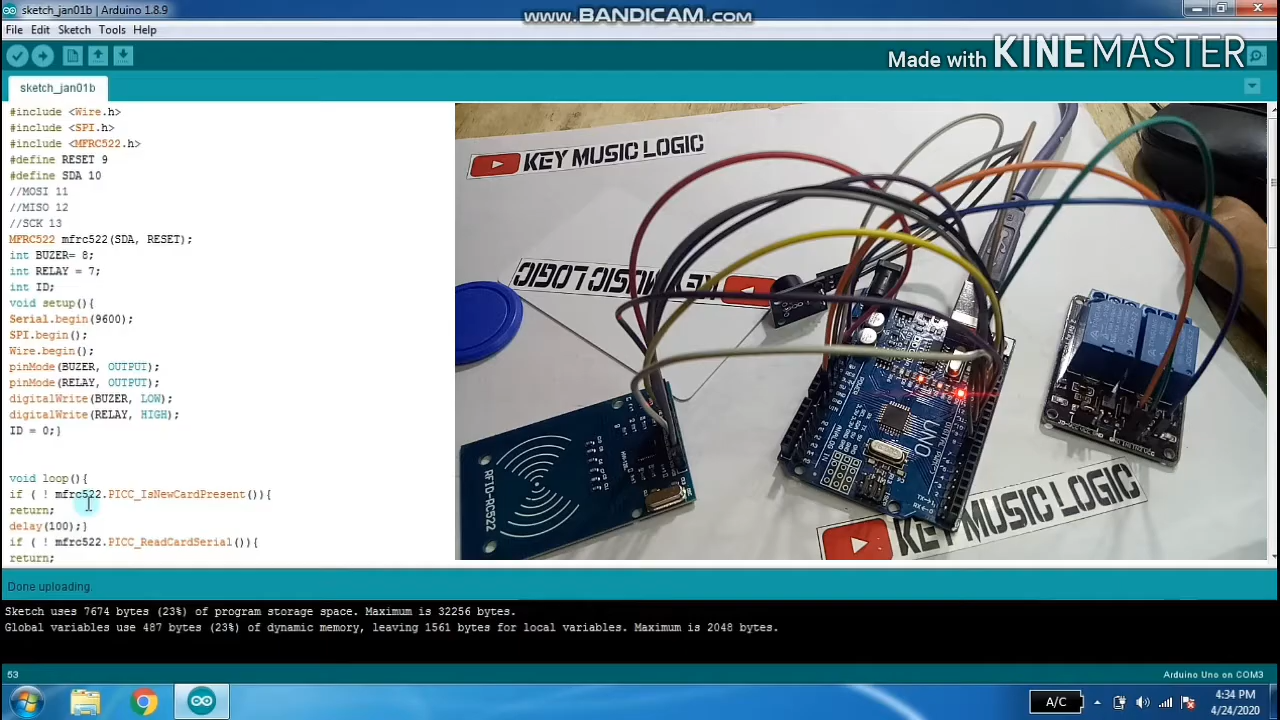 sketch_jan01b | Arduino 1.8.9
www.BANDICAM.com
File Edit Sketch Tools Help
Made with KINEMASTER
sketch_jan01b
#include <Wire.h>
#include <SPI.h>
#include <MFRC522.h>
#define RESET 9
#define SDA 10
//MOSI 11
//MISO 12
//SCK 13
MFRC522 mfrc522(SDA, RESET);
int BUZER= 8;
int RELAY = 7;
int ID;
void setup(){
Serial.begin(9600);
SPI.begin();
Wire.begin();
pinMode(BUZER, OUTPUT);
pinMode(RELAY, OUTPUT);
digitalWrite(BUZER, LOW);
digitalWrite(RELAY, HIGH);
ID = 0;}
void loop(){
if ( ! mfrc522.PICC_IsNewCardPresent()){
return;
delay(100);}
if ( ! mfrc522.PICC_ReadCardSerial()){
return;
KEY MUSIC LOGIC
KEY MUSIC LOGIC
RFID-RC522
UNO
KEY MUSIC LOGIC
Done uploading.
Sketch uses 7674 bytes (23%) of program storage space. Maximum is 32256 bytes.
Global variables use 487 bytes (23%) of dynamic memory, leaving 1561 bytes for local variables. Maximum is 2048 bytes.
53
Arduino Uno on COM3
A/C
4:34 PM
4/24/2020